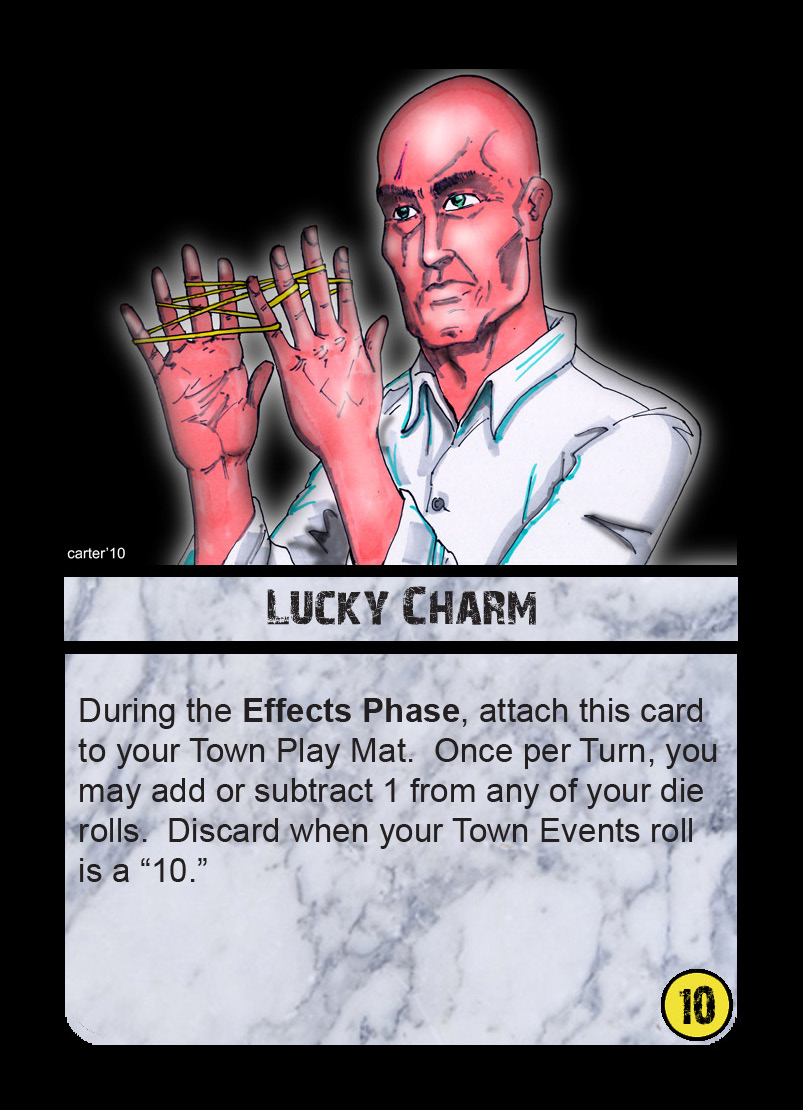 carter'10
Lucky Charm
During the Effects Phase, attach this card
to your Town Play Mat.  Once per Turn, you
may add or subtract 1 from any of your die
rolls.  Discard when your Town Events roll
is a “10.”
10